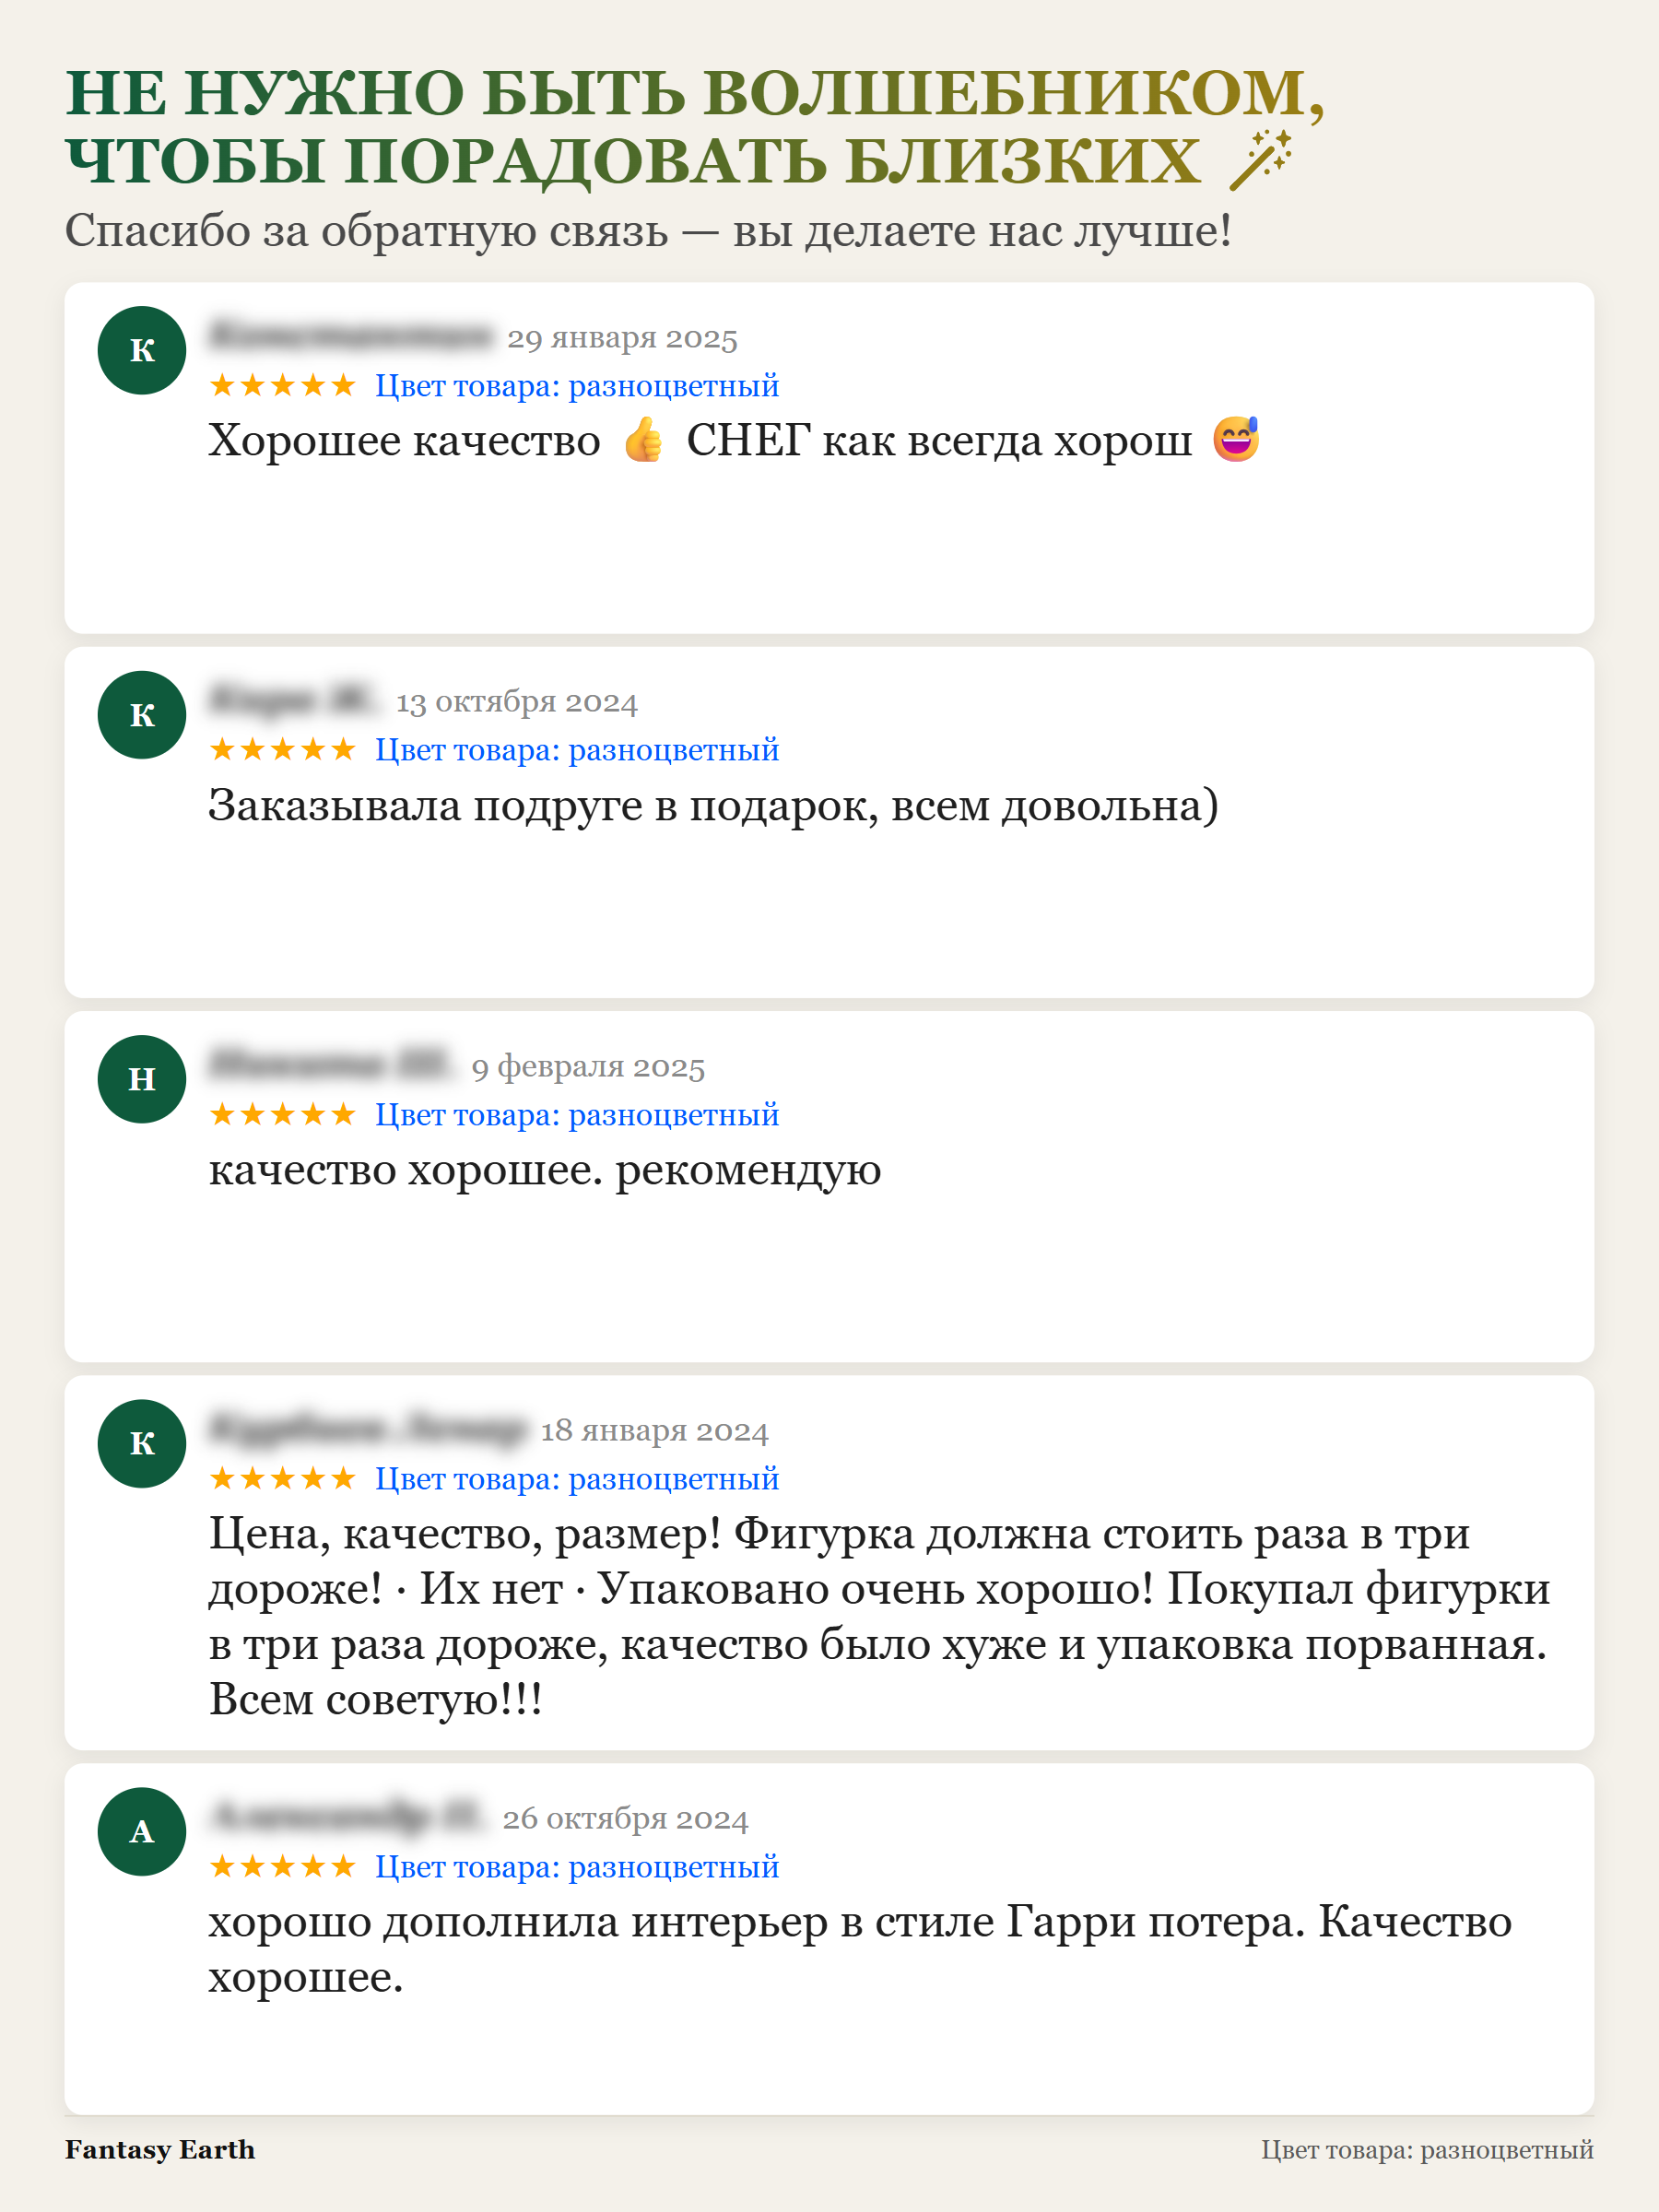 НЕ НУЖНО БЫТЬ ВОЛШЕБНИКОМ,
ЧТОБЫ ПОРАДОВАТЬ БЛИЗКИХ
Спасибо за обратную связь — вы делаете нас лучше!
К
29 января 2025
★★★★★ Цвет товара: разноцветный
Хорошее качество 👍 СНЕГ как всегда хорош 😅
К
13 октября 2024
★★★★★ Цвет товара: разноцветный
Заказывала подруге в подарок, всем довольна)
Н
9 февраля 2025
★★★★★ Цвет товара: разноцветный
качество хорошее. рекомендую
К
18 января 2024
★★★★★ Цвет товара: разноцветный
Цена, качество, размер! Фигурка должна стоить раза в три
дороже! · Их нет · Упаковано очень хорошо! Покупал фигурки
в три раза дороже, качество было хуже и упаковка порванная.
Всем советую!!!
А
26 октября 2024
★★★★★ Цвет товара: разноцветный
хорошо дополнила интерьер в стиле Гарри потера. Качество
хорошее.
Fantasy Earth
Цвет товара: разноцветный